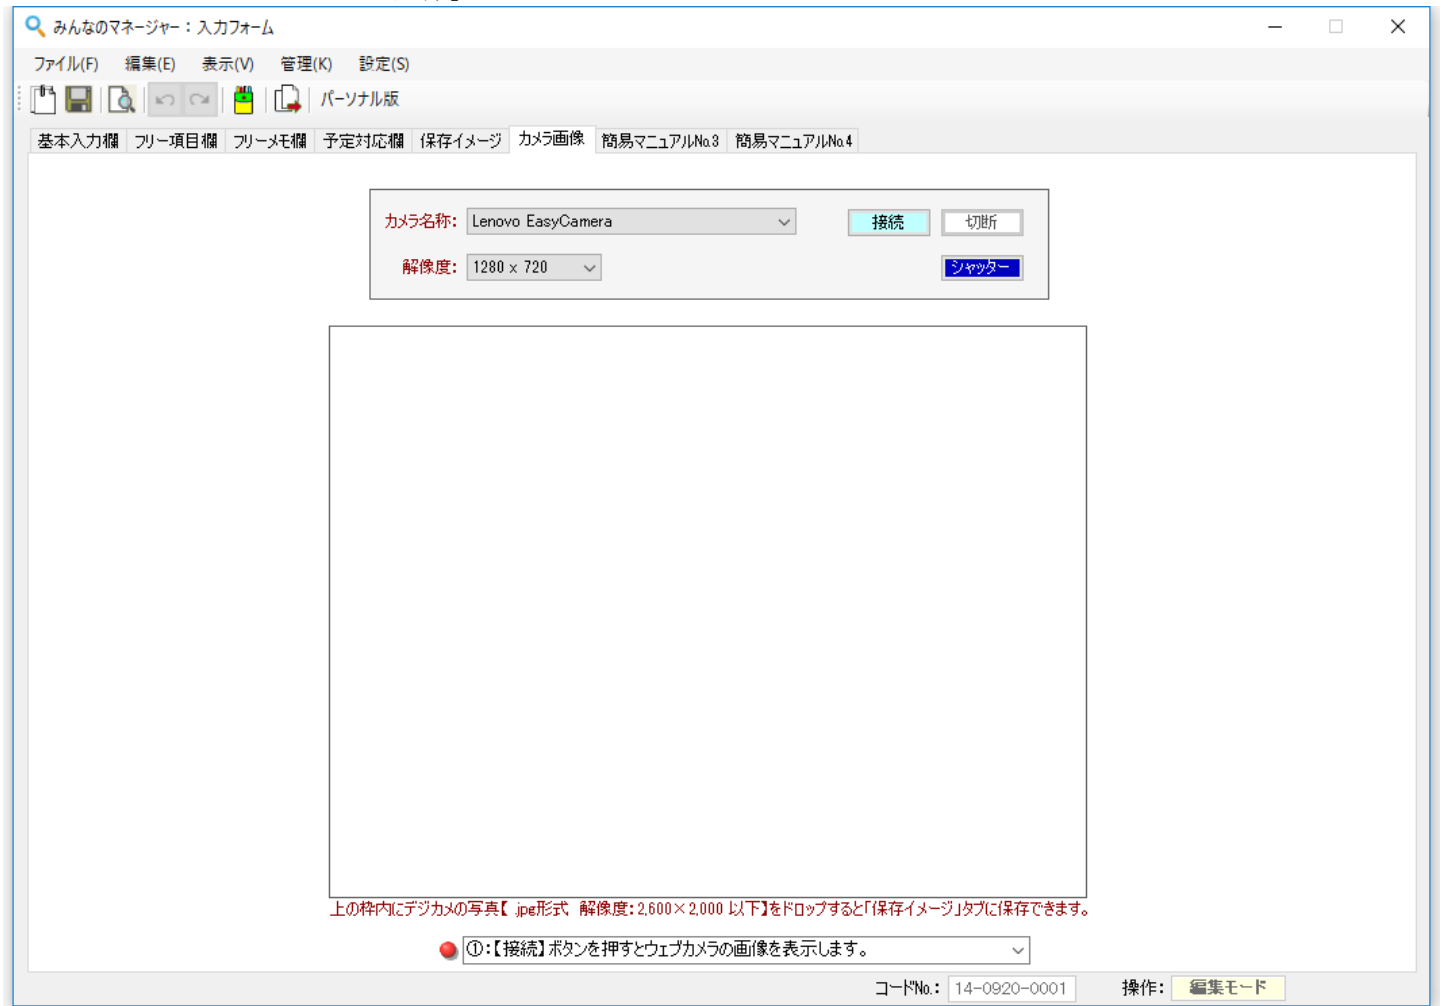 みんなのマネージャー：入力フォーム
ファイル(F) 編集(E) 表示(V) 管理(K) 設定(S)
パーソナル版
基本入力欄 フリー項目欄 フリーメモ欄 予定対応欄 保存イメージ カメラ画像 簡易マニュアルNo.3 簡易マニュアルNo.4
カメラ名称： Lenovo EasyCamera 接続 切断
解像度： 1280 x 720 シャッター
上の枠内にデジカメの写真【 .jpg形式 解像度：2,600×2,000 以下】をドロップすると「保存イメージ」タブに保存できます。
①：【接続】ボタンを押すとウェブカメラの画像を表示します。
コードNo.： 14-0920-0001 操作： 編集モード